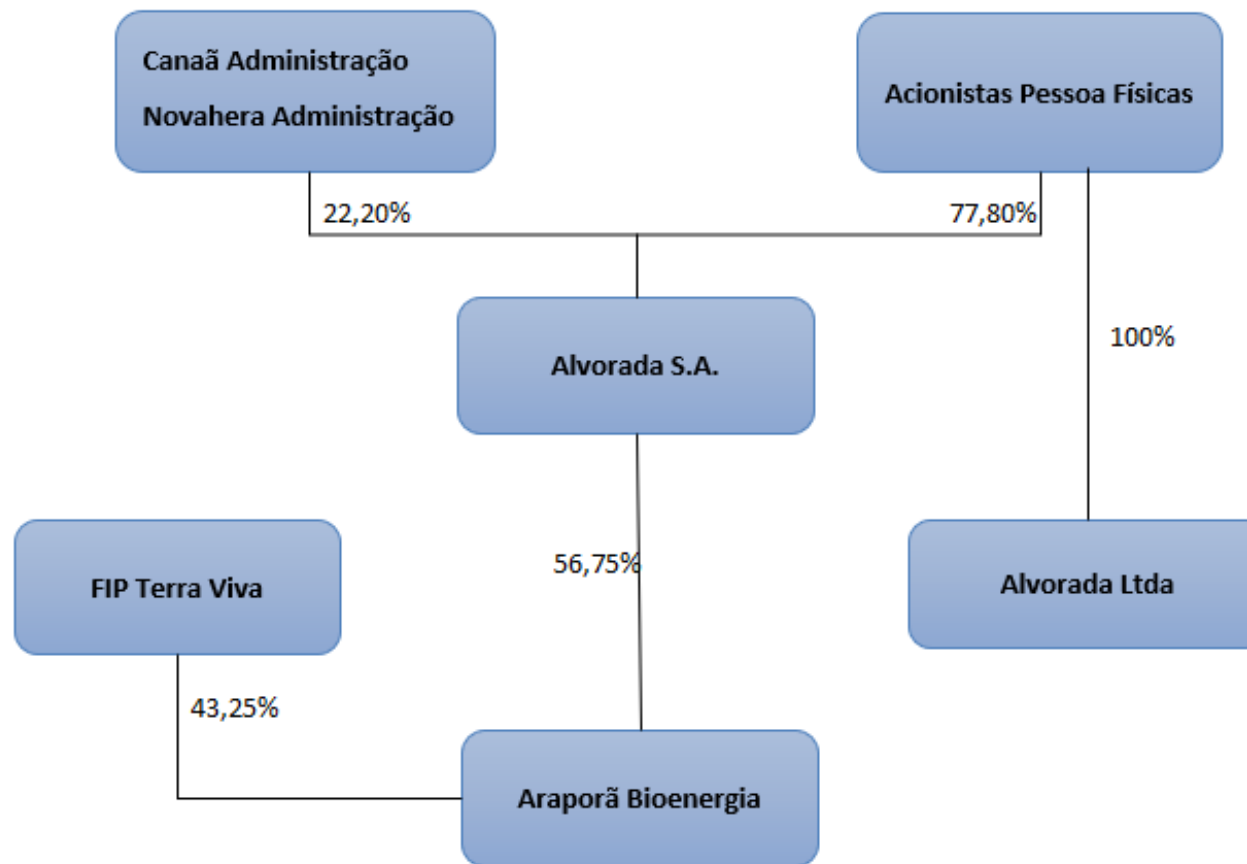 Canaã Administração
Novahera Administração
Acionistas Pessoa Físicas
22,20%
77,80%
Alvorada S.A.
100%
56,75%
FIP Terra Viva
Alvorada Ltda
43,25%
Araporã Bioenergia